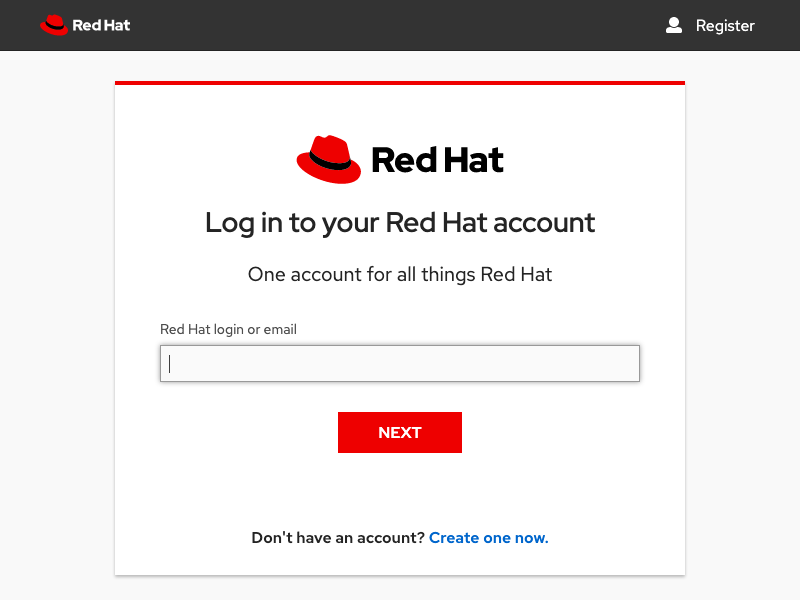 Red Hat
Register
Red Hat
Log in to your Red Hat account
One account for all things Red Hat
Red Hat login or email
NEXT
Don't have an account? Create one now.